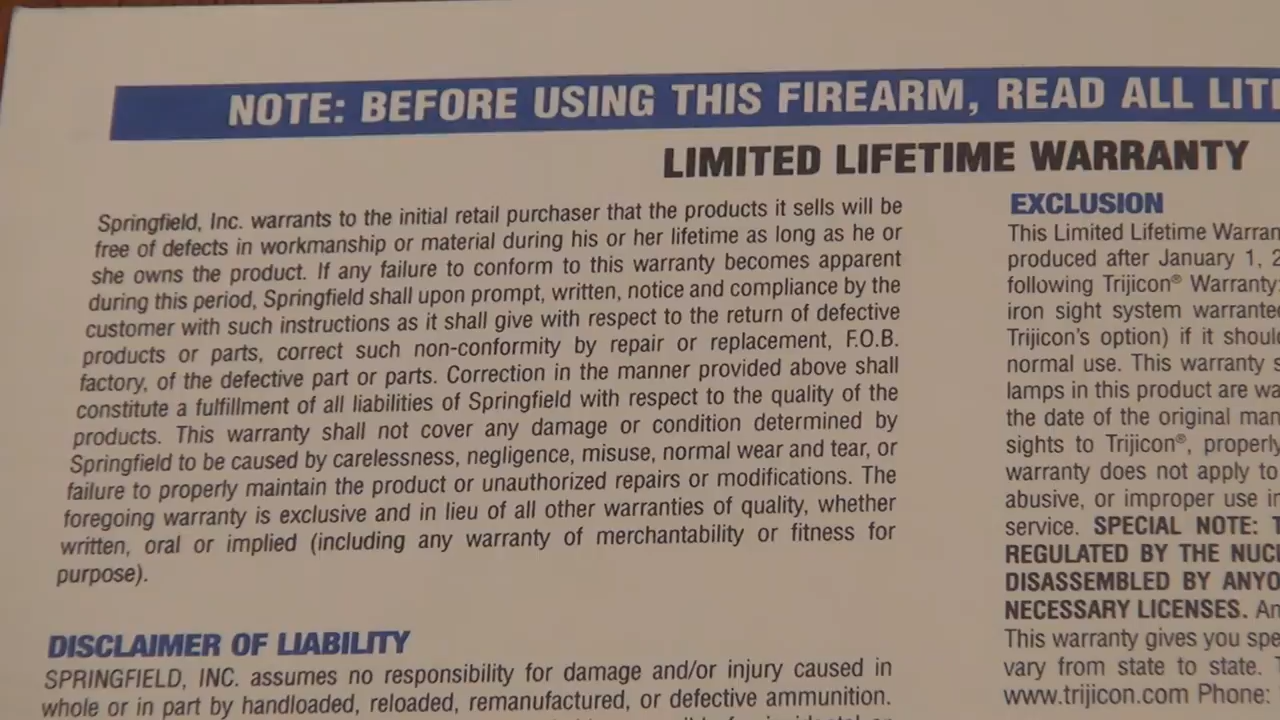 NOTE: BEFORE USING THIS FIREARM, READ ALL
LIMITED LIFETIME WARRANTY
Springfield, Inc. warrants to the initial retail purchaser that the products it sells will be
free of defects in workmanship or material during his or her lifetime as long as he or
she owns the product. If any failure to conform to this warranty becomes apparent
during this period, Springfield shall upon prompt, written, notice and compliance by the
customer with such instructions as it shall give with respect to the return of defective
products or parts, correct such non-conformity by repair or replacement, F.O.B.
factory, of the defective part or parts. Correction in the manner provided above shall
constitute a fulfillment of all liabilities of Springfield with respect to the quality of the
products. This warranty shall not cover any damage or condition determined by
Springfield to be caused by carelessness, negligence, misuse, normal wear and tear, or
failure to properly maintain the product or unauthorized repairs or modifications. The
foregoing warranty is exclusive and in lieu of all other warranties of quality, whether
written, oral or implied (including any warranty of merchantability or fitness for
purpose).
DISCLAIMER OF LIABILITY
SPRINGFIELD, INC. assumes no responsibility for damage and/or injury caused in
whole or in part by handloaded, reloaded, remanufactured, or defective ammunition.
EXCLUSION
This Limited Lifetime
produced after January 1,
following Trijicon® Warranty
iron sight system
Trijicon's option) if it
normal use. This warranty
lamps in this product are
the date of the original
sights to Trijicon®, properly
warranty does not apply to
abusive, or improper use
service. SPECIAL NOTE:
REGULATED BY THE
DISASSEMBLED BY
NECESSARY LICENSES.
This warranty gives you
vary from state to state.
www.trijicon.com Phone: